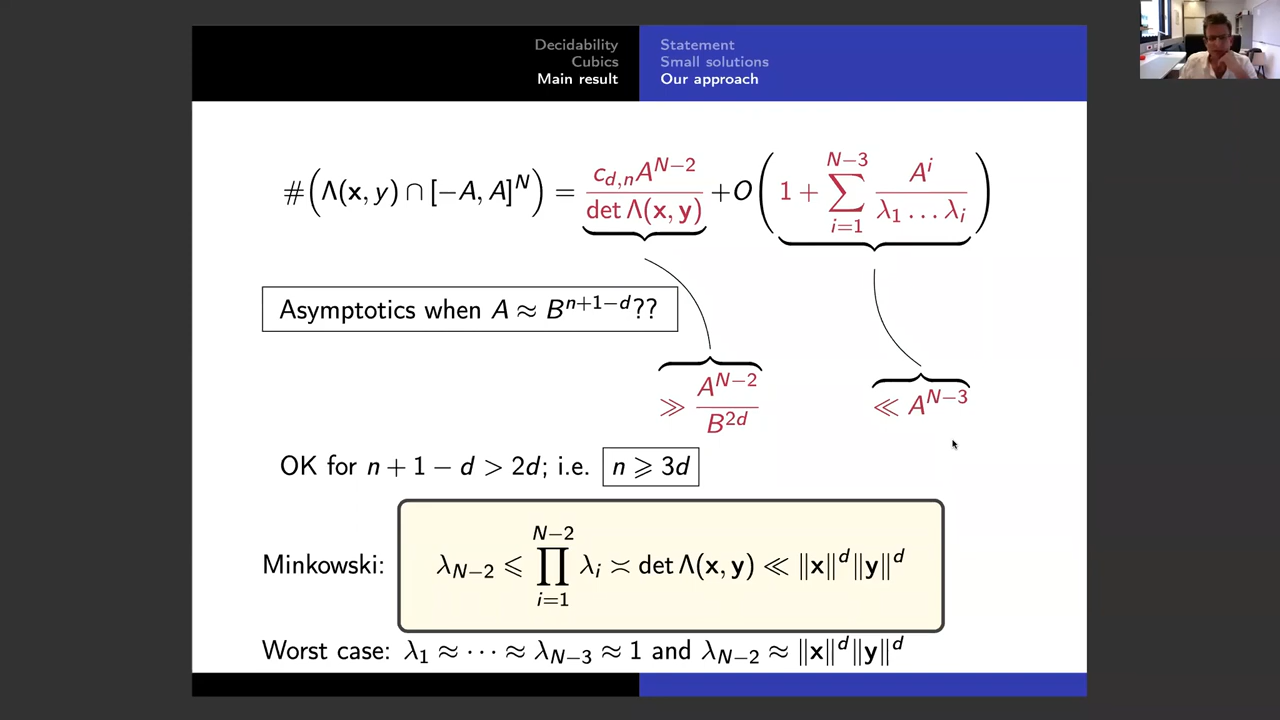 Decidability Statement
Cubics Small solutions
Main result Our approach
#(Λ(x, y) ∩ [−A, A]^N) = c_{d,n}A^{N−2} / det Λ(x, y) + O(1 + ∑_{i=1}^{N−3} A^i / λ_1 … λ_i)
Asymptotics when A ≈ B^{n+1−d}??
≫ A^{N−2} / B^{2d} ≪ A^{N−3}
OK for n + 1 − d > 2d; i.e. n ⩾ 3d
Minkowski: λ_{N−2} ⩽ ∏_{i=1}^{N−2} λ_i ≍ det Λ(x, y) ≪ ‖x‖^d‖y‖^d
Worst case: λ_1 ≈ ⋯ ≈ λ_{N−3} ≈ 1 and λ_{N−2} ≈ ‖x‖^d‖y‖^d